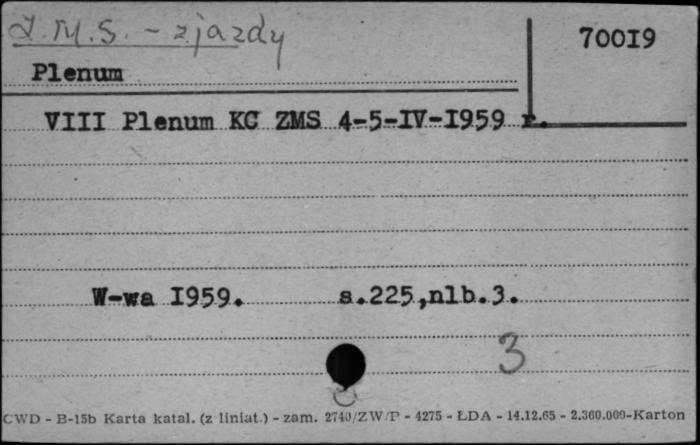 Z.M.S. - zjazdy
70019
Plenum
VIII Plenum KC ZMS 4-5-IV-1959 r.
W-wa 1959. s.225,nlb.3.
3
CWD - B-15b Karta katal. (z liniat.) - zam. 2740/ZW/P - 4275 - ŁDA - 14.12.65 - 2.360.000-Karton